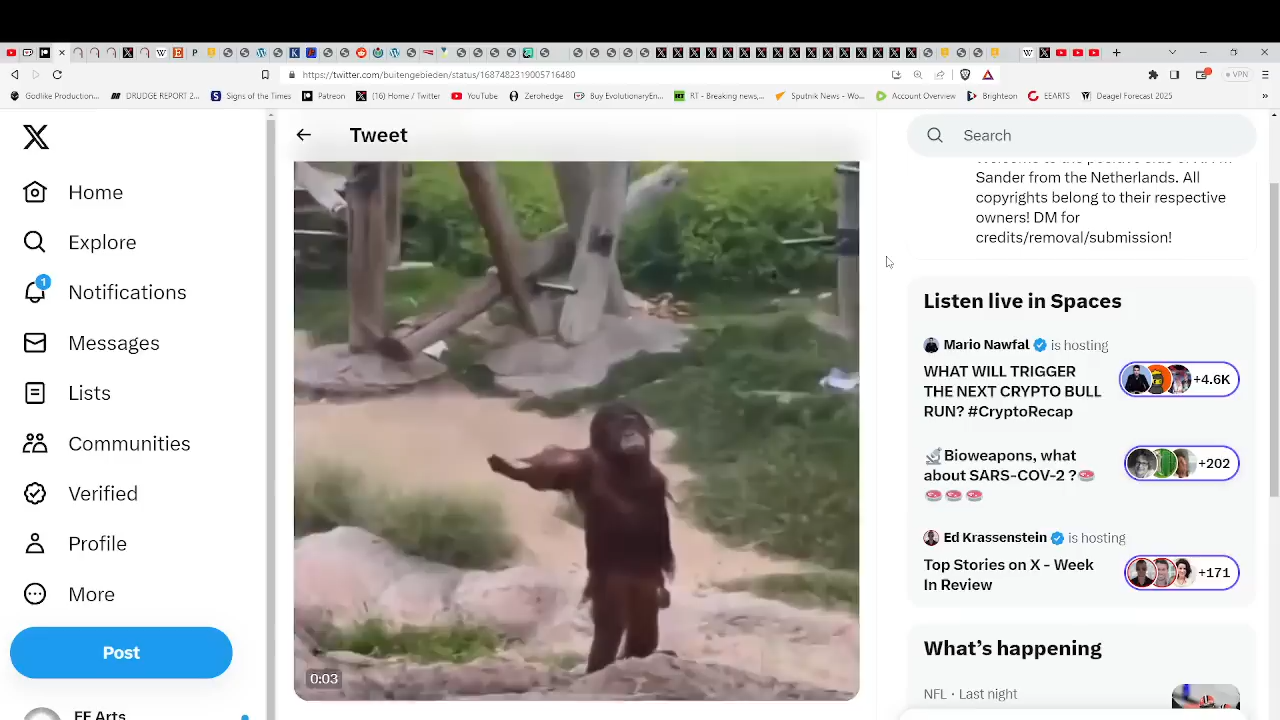 https://twitter.com/buitengebieden/status/1687482319005716480
VPN
Godlike Production...
DRUDGE REPORT 2...
Signs of the Times
Patreon
(16) Home / Twitter
YouTube
Zerohedge
Buy EvolutionaryEn...
RT - Breaking news,...
Sputnik News - Wo...
Account Overview
Brighteon
EEARTS
Deagel Forecast 2025
»
Home
Explore
1
Notifications
Messages
Lists
Communities
Verified
Profile
More
Post
EE Arts
Tweet
0:03
Search
Sander from the Netherlands. All
copyrights belong to their respective
owners! DM for
credits/removal/submission!
Listen live in Spaces
Mario Nawfal is hosting
WHAT WILL TRIGGER
THE NEXT CRYPTO BULL
RUN? #CryptoRecap
+4.6K
Bioweapons, what
about SARS-COV-2 ?
+202
Ed Krassenstein is hosting
Top Stories on X - Week
In Review
+171
What's happening
NFL · Last night